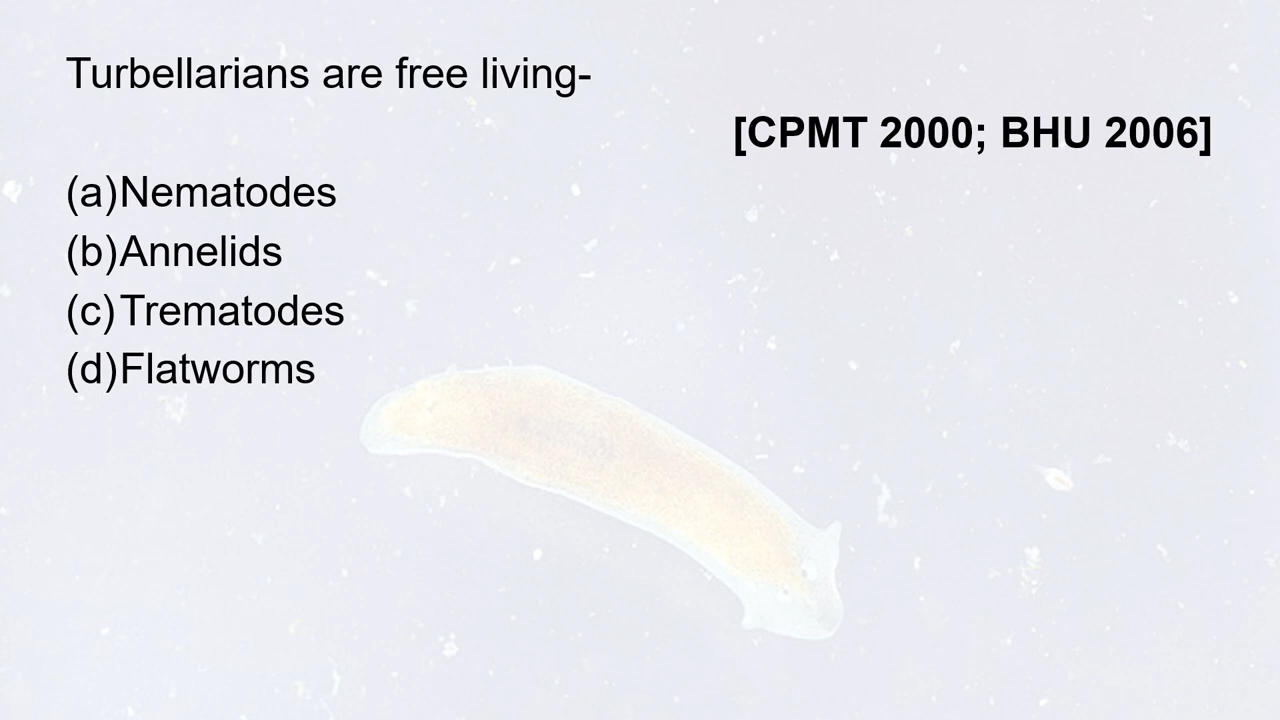 Turbellarians are free living-
[CPMT 2000; BHU 2006]
(a) Nematodes
(b) Annelids
(c) Trematodes
(d) Flatworms